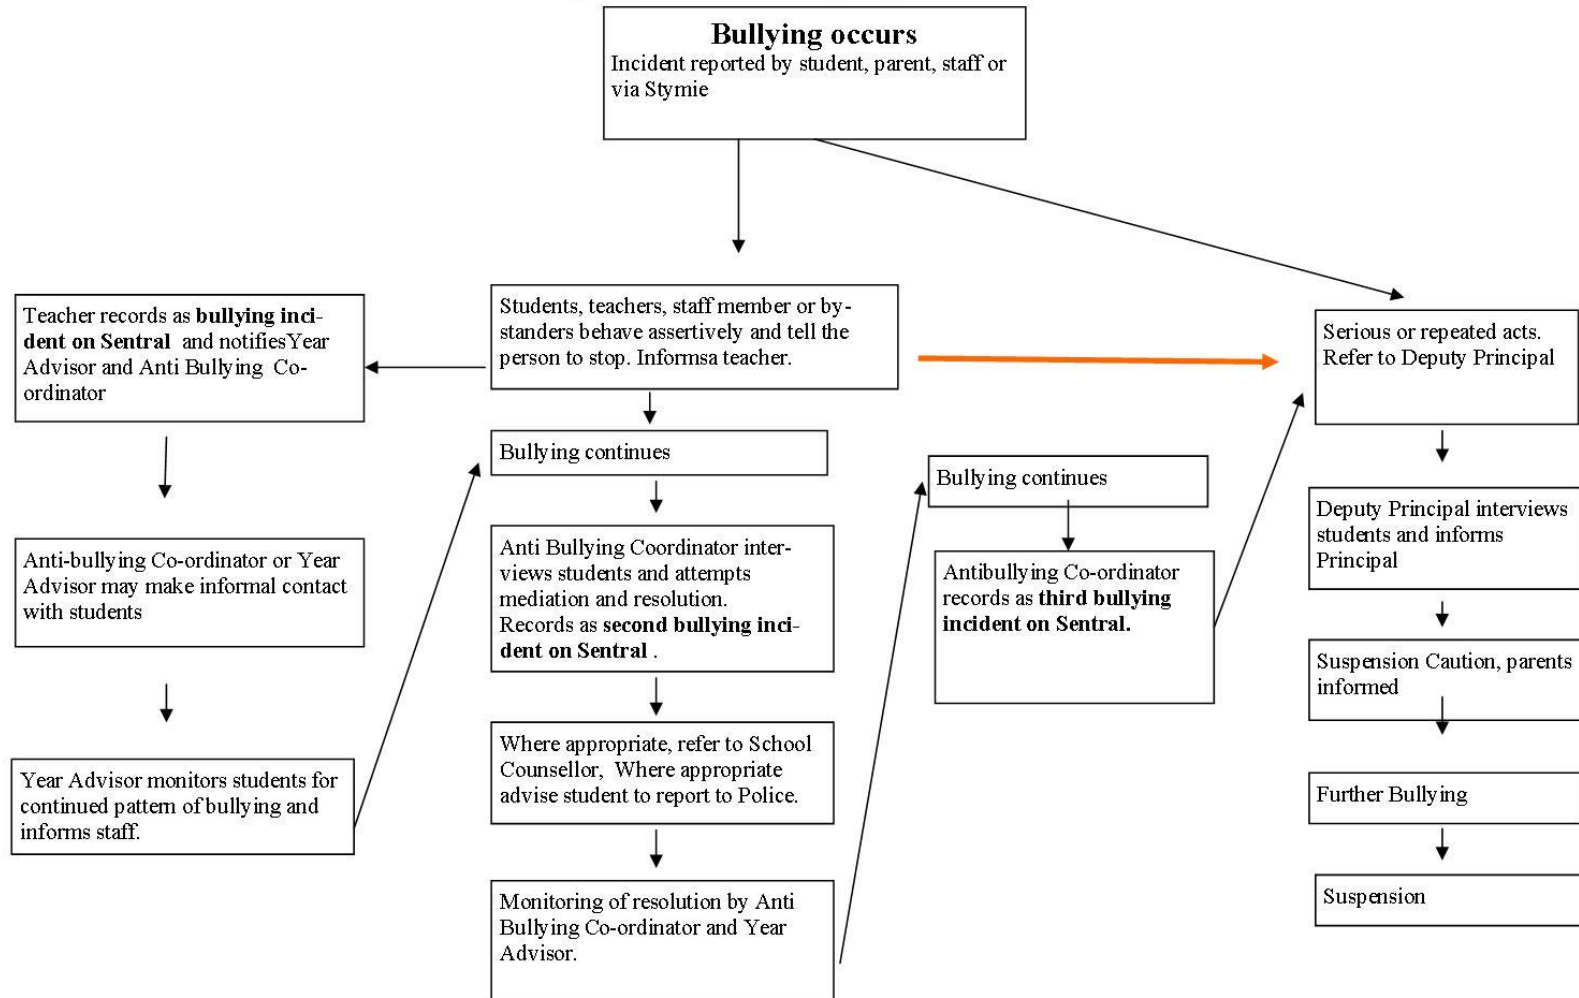 Bullying occurs
Incident reported by student, parent, staff or
via Stymie
Teacher records as bullying inci-
dent on Sentral and notifiesYear
Advisor and Anti Bullying Co-
ordinator
Anti-bullying Co-ordinator or Year
Advisor may make informal contact
with students
Year Advisor monitors students for
continued pattern of bullying and
informs staff.
Students, teachers, staff member or by-
standers behave assertively and tell the
person to stop. Informsa teacher.
Bullying continues
Anti Bullying Coordinator inter-
views students and attempts
mediation and resolution.
Records as second bullying inci-
dent on Sentral .
Where appropriate, refer to School
Counsellor, Where appropriate
advise student to report to Police.
Monitoring of resolution by Anti
Bullying Co-ordinator and Year
Advisor.
Bullying continues
Antibullying Co-ordinator
records as third bullying
incident on Sentral.
Serious or repeated acts.
Refer to Deputy Principal
Deputy Principal interviews
students and informs
Principal
Suspension Caution, parents
informed
Further Bullying
Suspension